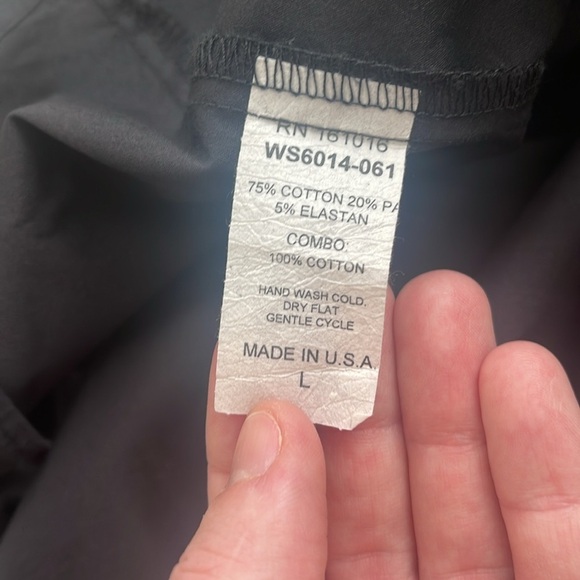 RN 161016
WS6014-061
75% COTTON 20% PA
5% ELASTAN
COMBO:
100% COTTON
HAND WASH COLD.
DRY FLAT
GENTLE CYCLE
MADE IN U.S.A
L